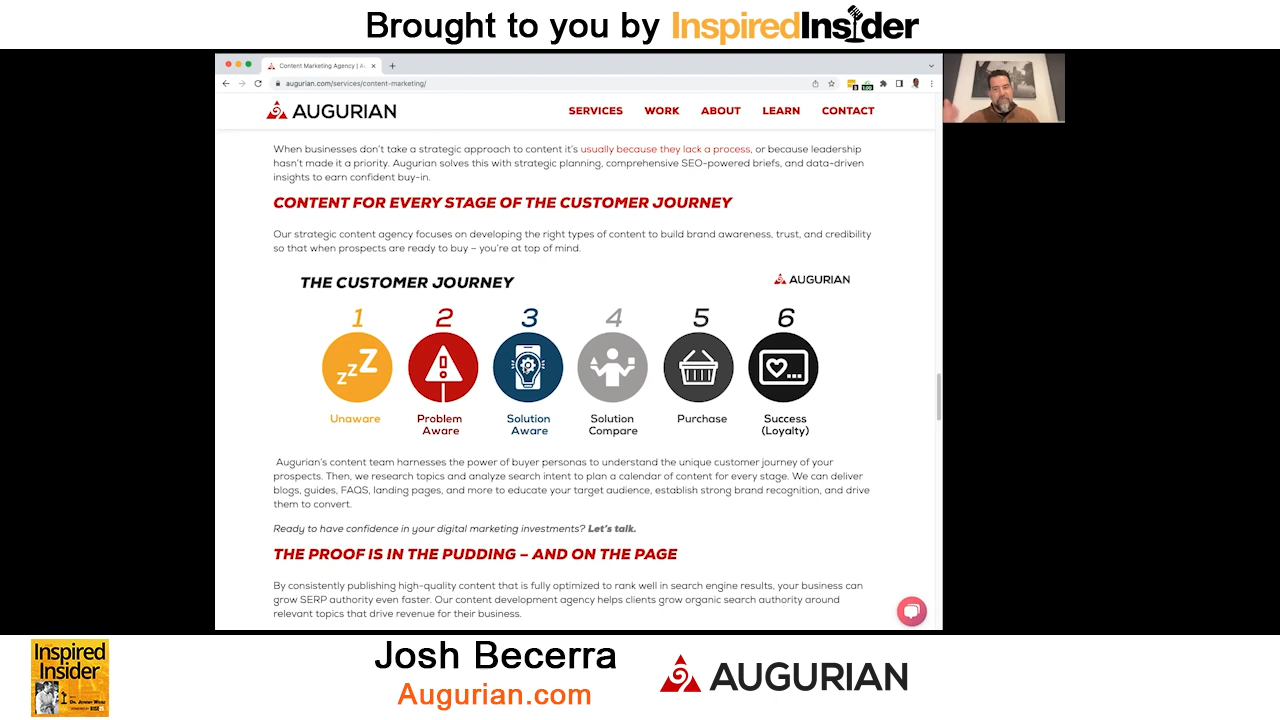 Brought to you by InspiredInsider
Content Marketing Agency | A
augurian.com/services/content-marketing/
AUGURIAN
SERVICES WORK ABOUT LEARN CONTACT
When businesses don't take a strategic approach to content it's usually because they lack a process, or because leadership
hasn't made it a priority. Augurian solves this with strategic planning, comprehensive SEO-powered briefs, and data-driven
insights to earn confident buy-in.
CONTENT FOR EVERY STAGE OF THE CUSTOMER JOURNEY
Our strategic content agency focuses on developing the right types of content to build brand awareness, trust, and credibility
so that when prospects are ready to buy – you're at top of mind.
THE CUSTOMER JOURNEY
AUGURIAN
1 2 3 4 5 6
zzZ
Unaware
Problem
Aware
Solution
Aware
Solution
Compare
Purchase
Success
(Loyalty)
Augurian's content team harnesses the power of buyer personas to understand the unique customer journey of your
prospects. Then, we research topics and analyze search intent to plan a calendar of content for every stage. We can deliver
blogs, guides, FAQS, landing pages, and more to educate your target audience, establish strong brand recognition, and drive
them to convert.
Ready to have confidence in your digital marketing investments? Let's talk.
THE PROOF IS IN THE PUDDING – AND ON THE PAGE
By consistently publishing high-quality content that is fully optimized to rank well in search engine results, your business can
grow SERP authority even faster. Our content development agency helps clients grow organic search authority around
relevant topics that drive revenue for their business.
Inspired
Insider
Josh Becerra
Augurian.com
AUGURIAN